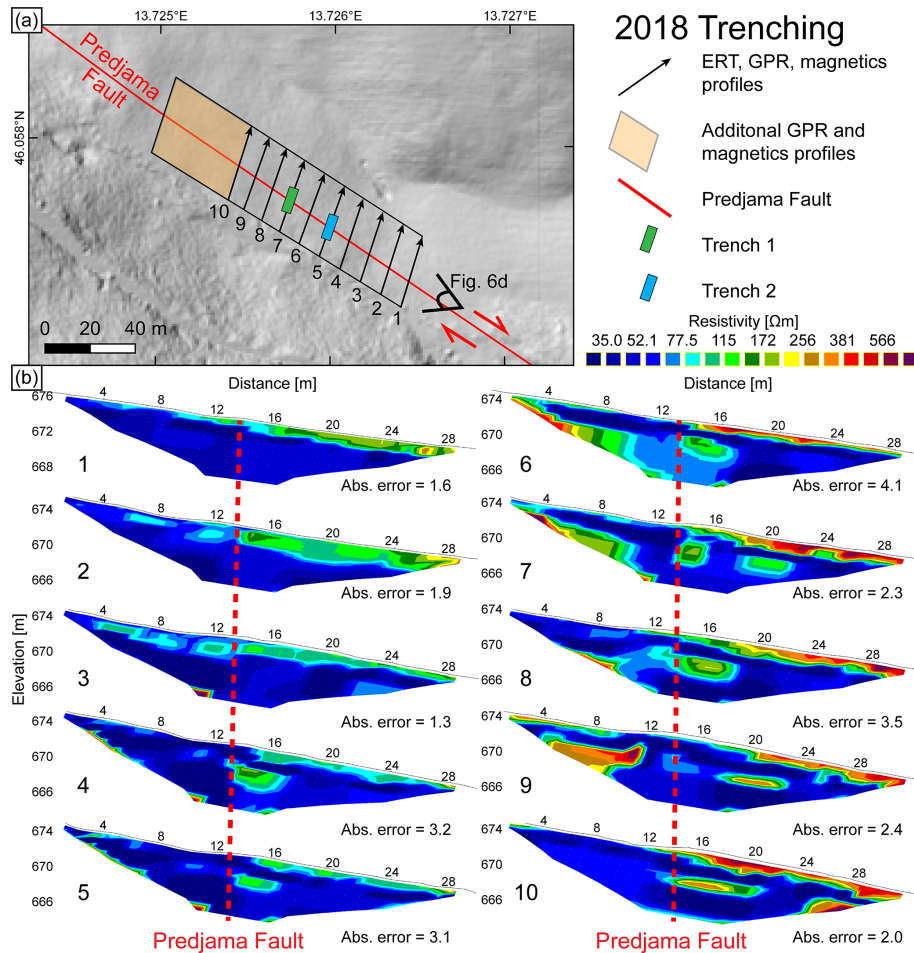 (a)
13.725°E
13.726°E
13.727°E
46.058°N
Predjama
Fault
10
9
8
7
6
5
4
3
2
1
Fig. 6d
0 20 40 m
2018 Trenching
ERT, GPR, magnetics
profiles
Additonal GPR and
magnetics profiles
Predjama Fault
Trench 1
Trench 2
Resistivity [Ωm]
35.0 52.1 77.5 115 172 256 381 566
(b)
Distance [m]
Elevation [m]
676
672
668
4 8 12 16 20 24 28
1
Abs. error = 1.6
674
670
666
4 8 12 16 20 24 28
2
Abs. error = 1.9
674
670
666
4 8 12 16 20 24 28
3
Abs. error = 1.3
674
670
666
4 8 12 16 20 24 28
4
Abs. error = 3.2
674
670
666
4 8 12 16 20 24 28
5
Abs. error = 3.1
Predjama Fault
Distance [m]
674
670
666
4 8 12 16 20 24 28
6
Abs. error = 4.1
674
670
666
4 8 12 16 20 24 28
7
Abs. error = 2.3
674
670
666
4 8 12 16 20 24 28
8
Abs. error = 3.5
674
670
666
4 8 12 16 20 24 28
9
Abs. error = 2.4
674
670
666
4 8 12 16 20 24 28
10
Abs. error = 2.0
Predjama Fault